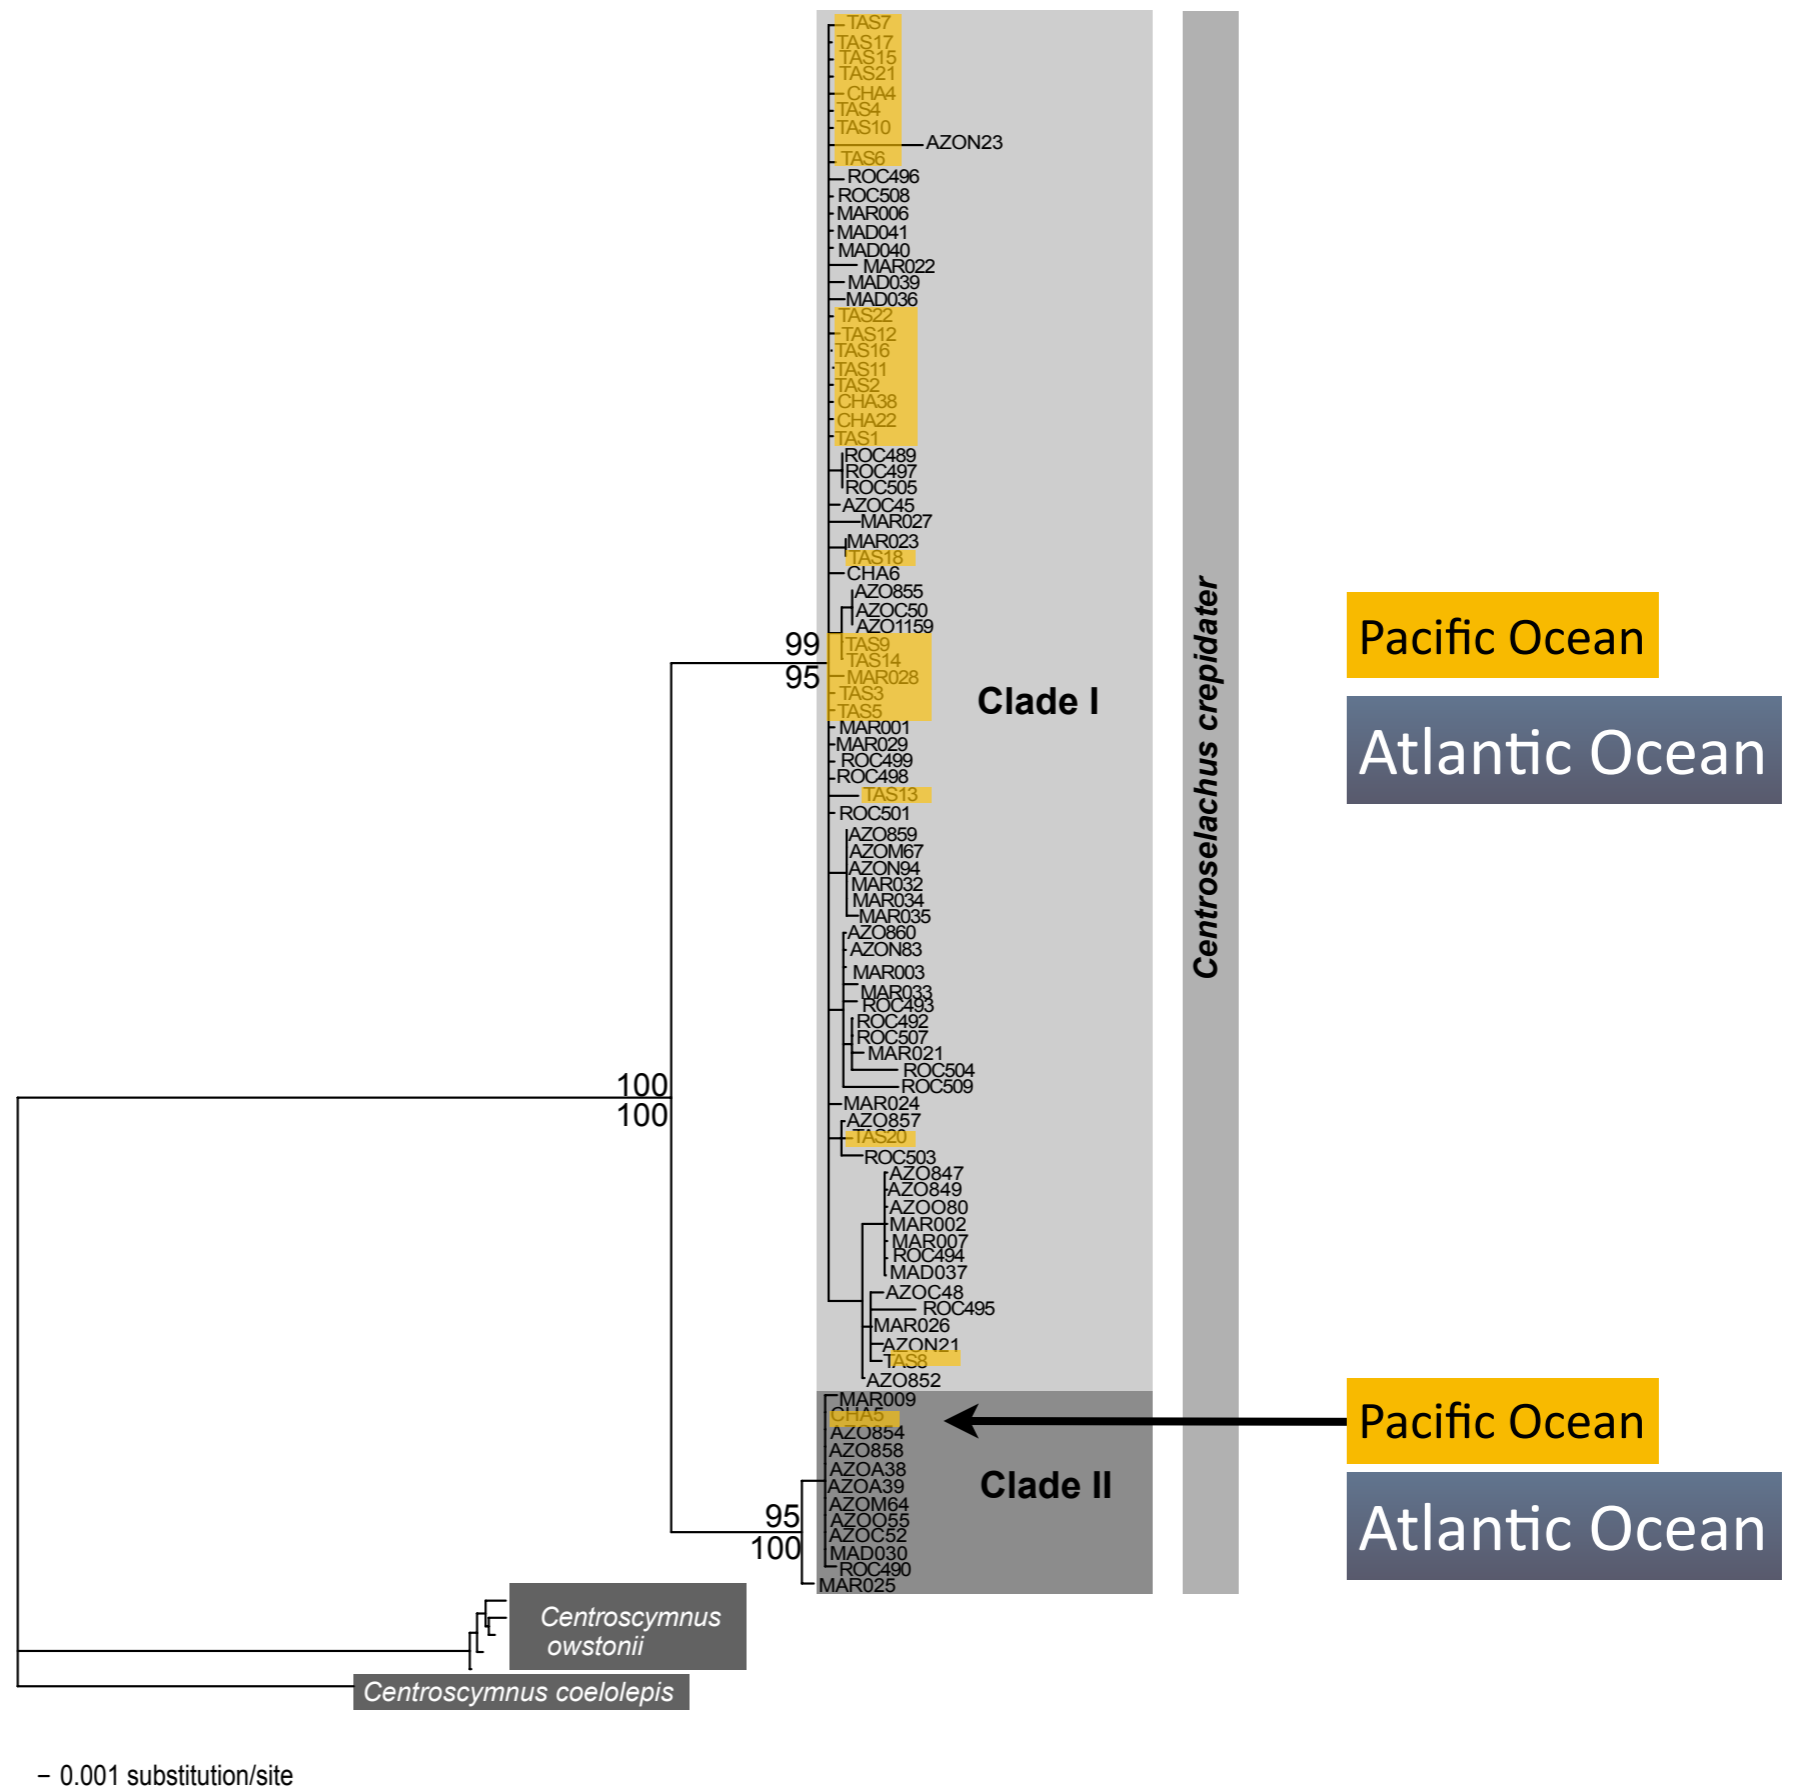 TAS7
TAS17
TAS15
TAS21
CHA4
TAS4
TAS10
AZON23
TAS6
ROC496
ROC508
MAR006
MAD041
MAD040
MAR022
MAD039
MAD036
TAS22
TAS12
TAS16
TAS11
TAS2
CHA38
CHA22
TAS1
ROC489
ROC497
ROC505
AZOC45
MAR027
MAR023
TAS18
CHA6
AZO855
AZOC50
AZO1159
TAS9
TAS14
MAR028
TAS3
TAS5
MAR001
MAR029
ROC499
ROC498
TAS13
ROC501
AZO859
AZOM67
AZON94
MAR032
MAR034
MAR035
AZO860
AZON83
MAR003
MAR033
ROC493
ROC492
ROC507
MAR021
ROC504
ROC509
MAR024
AZO857
TAS20
ROC503
AZO847
AZO849
AZOO80
MAR002
MAR007
ROC494
MAD037
AZOC48
ROC495
MAR026
AZON21
TAS8
AZO852
MAR009
CHA5
AZO854
AZO858
AZOA38
AZOA39
AZOM64
AZOO55
AZOC52
MAD030
ROC490
MAR025
99
95
100
100
95
100
Clade I
Clade II
Centroselachus crepidater
Pacific Ocean
Atlantic Ocean
Pacific Ocean
Atlantic Ocean
Centroscymnus
owstonii
Centroscymnus coelolepis
0.001 substitution/site